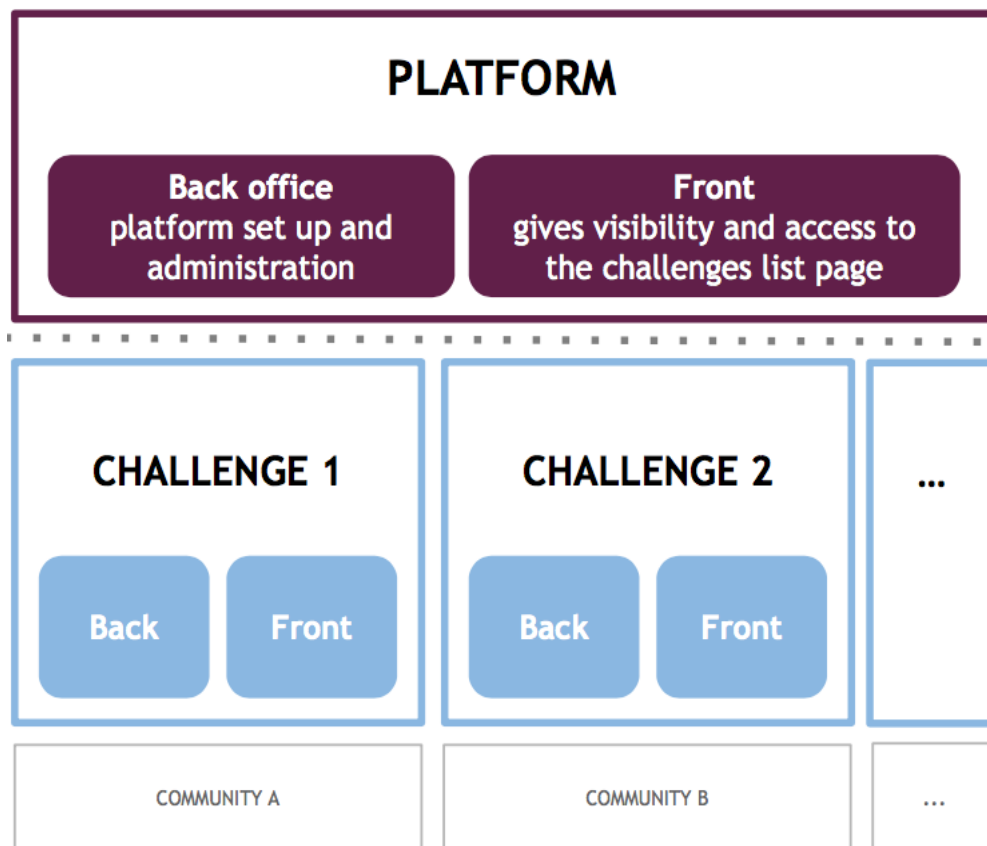 PLATFORM
Back office
platform set up and
administration
Front
gives visibility and access to
the challenges list page
CHALLENGE 1
CHALLENGE 2
...
Back
Front
Back
Front
COMMUNITY A
COMMUNITY B
...